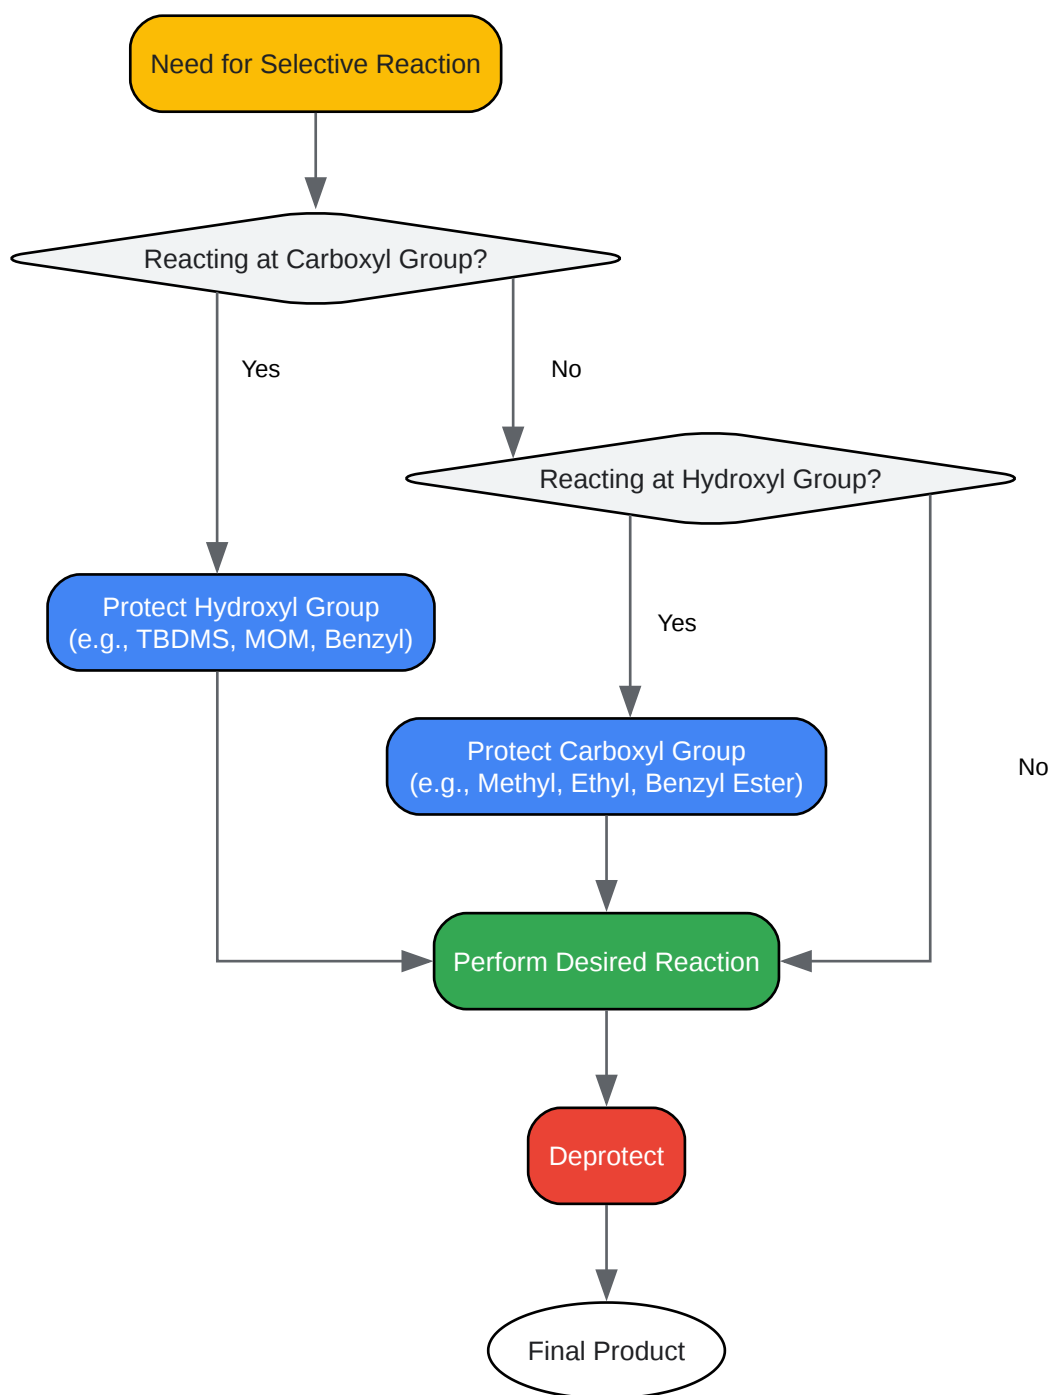 Need for Selective Reaction
Reacting at Carboxyl Group?
Yes
No
Reacting at Hydroxyl Group?
Protect Hydroxyl Group
(e.g., TBDMS, MOM, Benzyl)
Yes
Protect Carboxyl Group
(e.g., Methyl, Ethyl, Benzyl Ester)
No
Perform Desired Reaction
Deprotect
Final Product